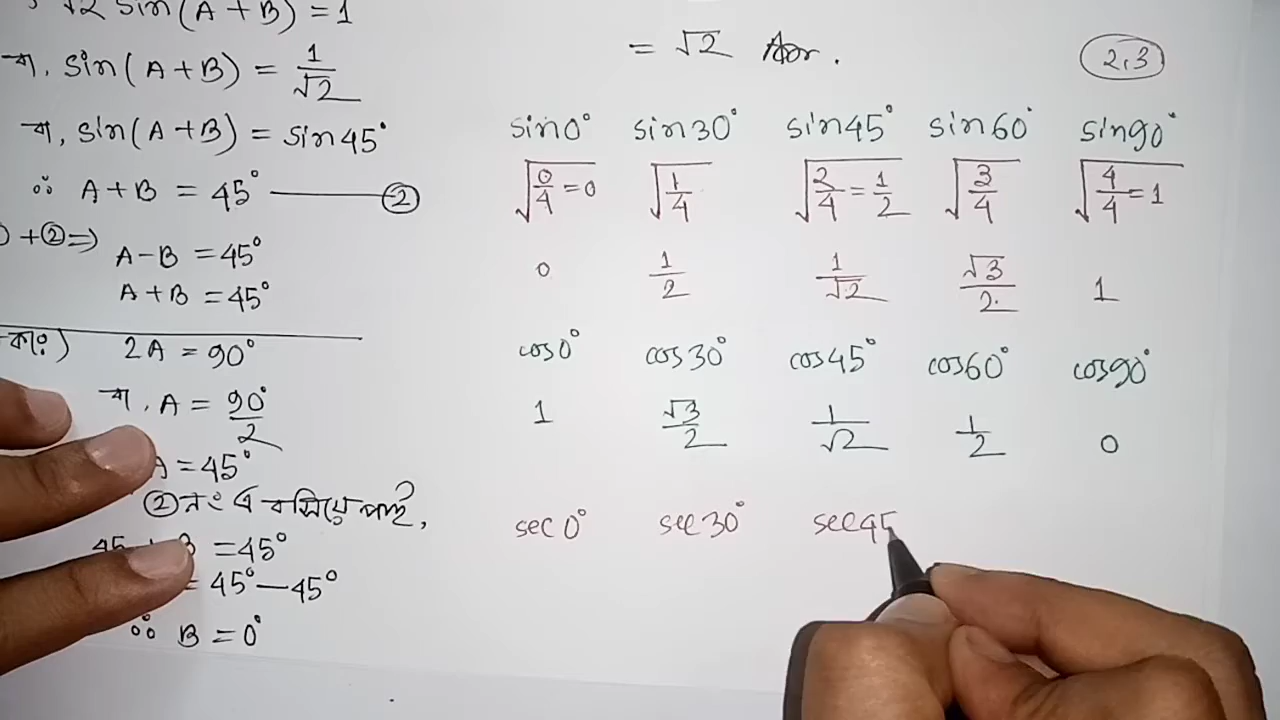 √2 sin(A+B) = 1
বা, sin(A+B) = 1/√2
বা, sin(A+B) = sin45°
∴ A+B = 45° ——— ②
+②⇒) A−B = 45°
A+B = 45°
2A = 90°
বা, A = 90°/2
A = 45°
②নং এ বসিয়ে পাই,
= 45°
45° − 45°
∴ B = 0°
= √2
2.3
sin0° sin30° sin45° sin60° sin90°
√(0/4) = 0 √(1/4) √(2/4) = 1/2 √(3/4) √(4/4) = 1
0 1/2 1/√2 √3/2 1
cos0° cos30° cos45° cos60° cos90°
1 √3/2 1/√2 1/2 0
sec0° sec30° sec45